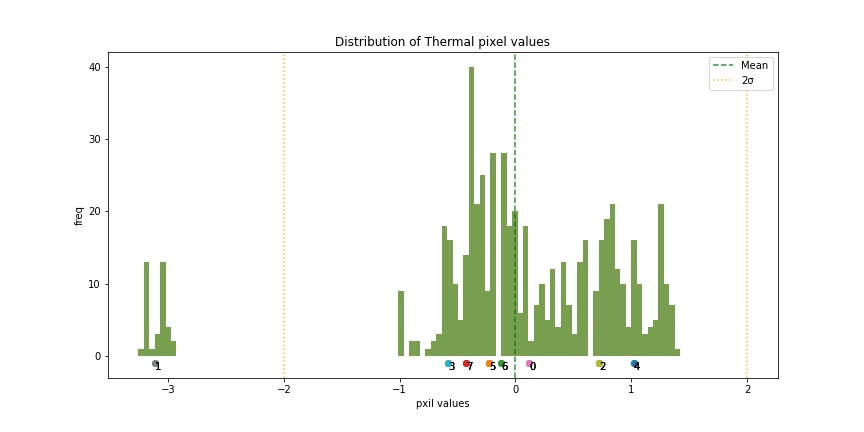 Distribution of Thermal pixel values
Mean
2σ
freq
40
30
20
10
0
1 3 7 5 6 0 2 4
−3 −2 −1 0 1 2
pxil values